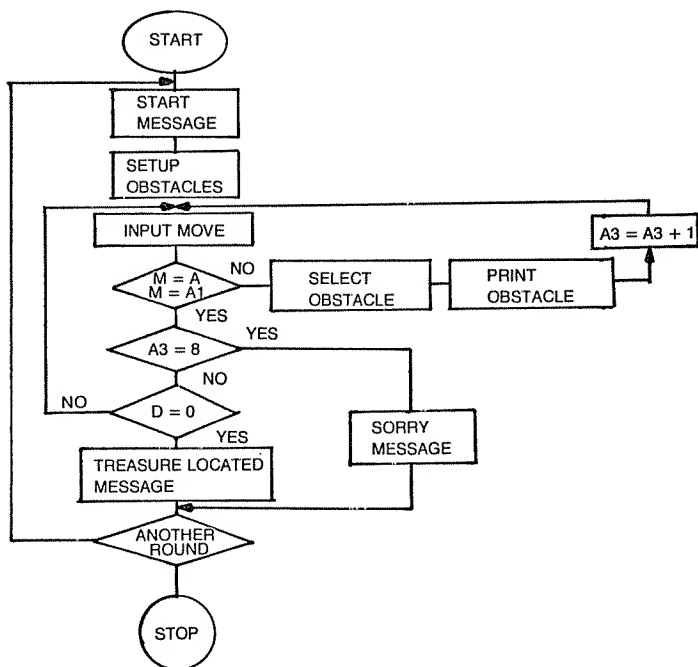 START
START
MESSAGE
SETUP
OBSTACLES
INPUT MOVE
A3 = A3 + 1
M = A
M = A1
NO
SELECT
OBSTACLE
PRINT
OBSTACLE
YES
A3 = 8
YES
NO
D = 0
NO
YES
SORRY
MESSAGE
TREASURE LOCATED
MESSAGE
ANOTHER
ROUND
STOP